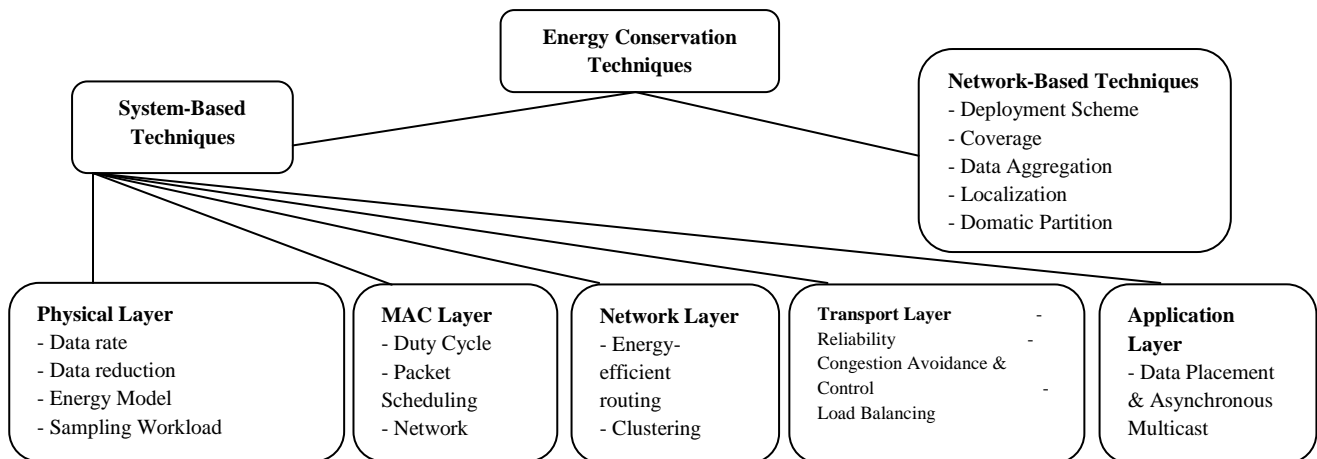 Energy Conservation
Techniques
System-Based
Techniques
Network-Based Techniques
- Deployment Scheme
- Coverage
- Data Aggregation
- Localization
- Domatic Partition
Physical Layer
- Data rate
- Data reduction
- Energy Model
- Sampling Workload
MAC Layer
- Duty Cycle
- Packet
Scheduling
- Network
Network Layer
- Energy-
efficient
routing
- Clustering
Transport Layer -
Reliability -
Congestion Avoidance &
Control -
Load Balancing
Application
Layer
- Data Placement
& Asynchronous
Multicast